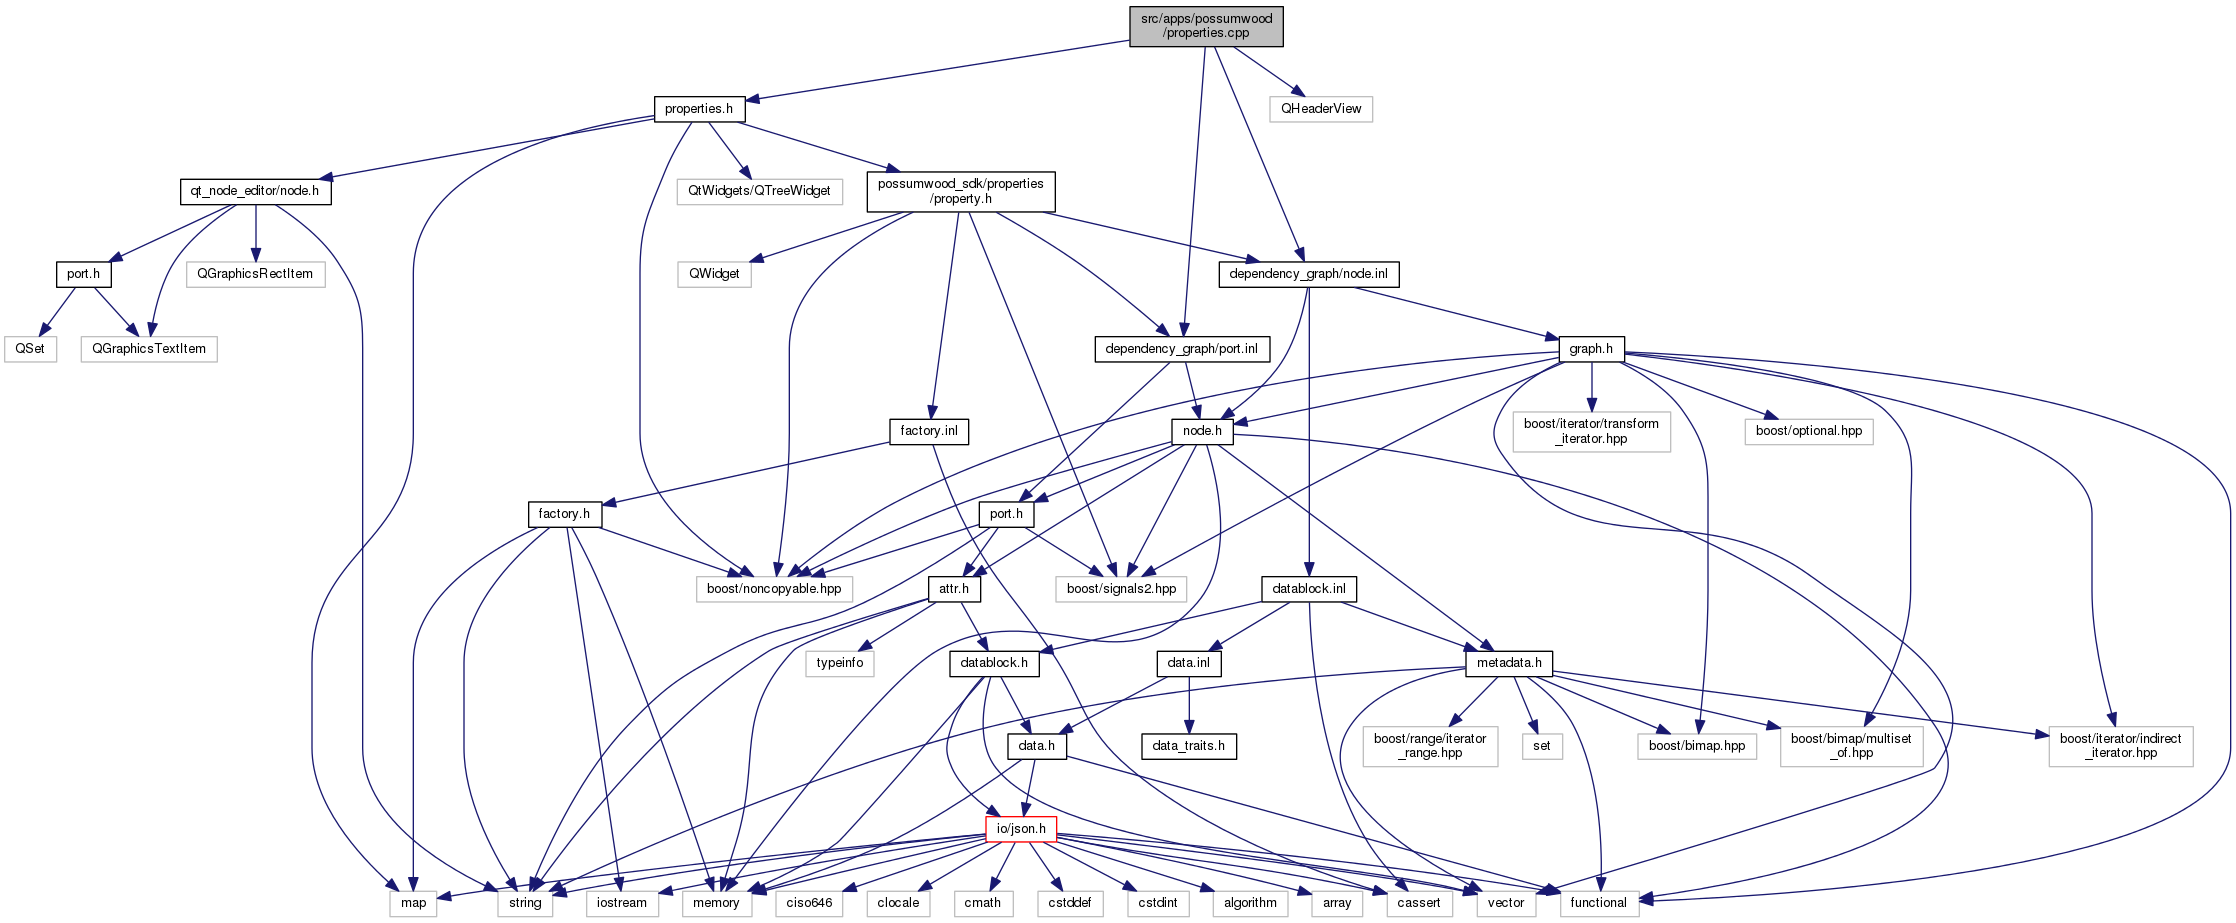 src/apps/possumwood
/properties.cpp
properties.h
QHeaderView
qt_node_editor/node.h
QtWidgets/QTreeWidget
possumwood_sdk/properties
/property.h
port.h
QGraphicsRectItem
QWidget
dependency_graph/node.inl
QSet
QGraphicsTextItem
dependency_graph/port.inl
graph.h
factory.inl
node.h
boost/iterator/transform
_iterator.hpp
boost/optional.hpp
factory.h
port.h
boost/noncopyable.hpp
attr.h
boost/signals2.hpp
datablock.inl
typeinfo
datablock.h
data.inl
metadata.h
data.h
data_traits.h
boost/range/iterator
_range.hpp
set
boost/bimap.hpp
boost/bimap/multiset
_of.hpp
boost/iterator/indirect
_iterator.hpp
io/json.h
map
string
iostream
memory
ciso646
clocale
cmath
cstddef
cstdint
algorithm
array
cassert
vector
functional